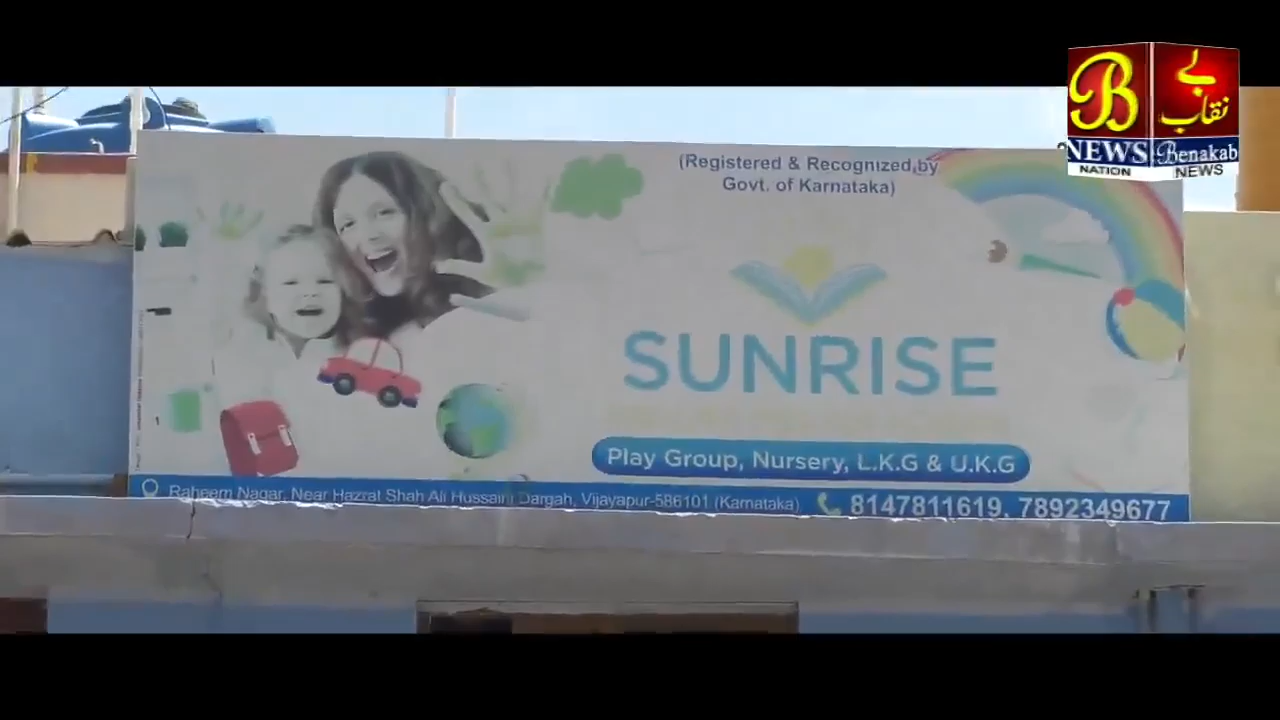 (Registered & Recognized by
Govt. of Karnataka)
SUNRISE
Play Group, Nursery, L.K.G & U.K.G
Raheem Nagar, Near Hazrat Shah Ali Hussaini Dargah, Vijayapur-586101 (Karnataka) 8147811619, 7892349677
B بے نقاب
NEWS Benakab
NATION NEWS